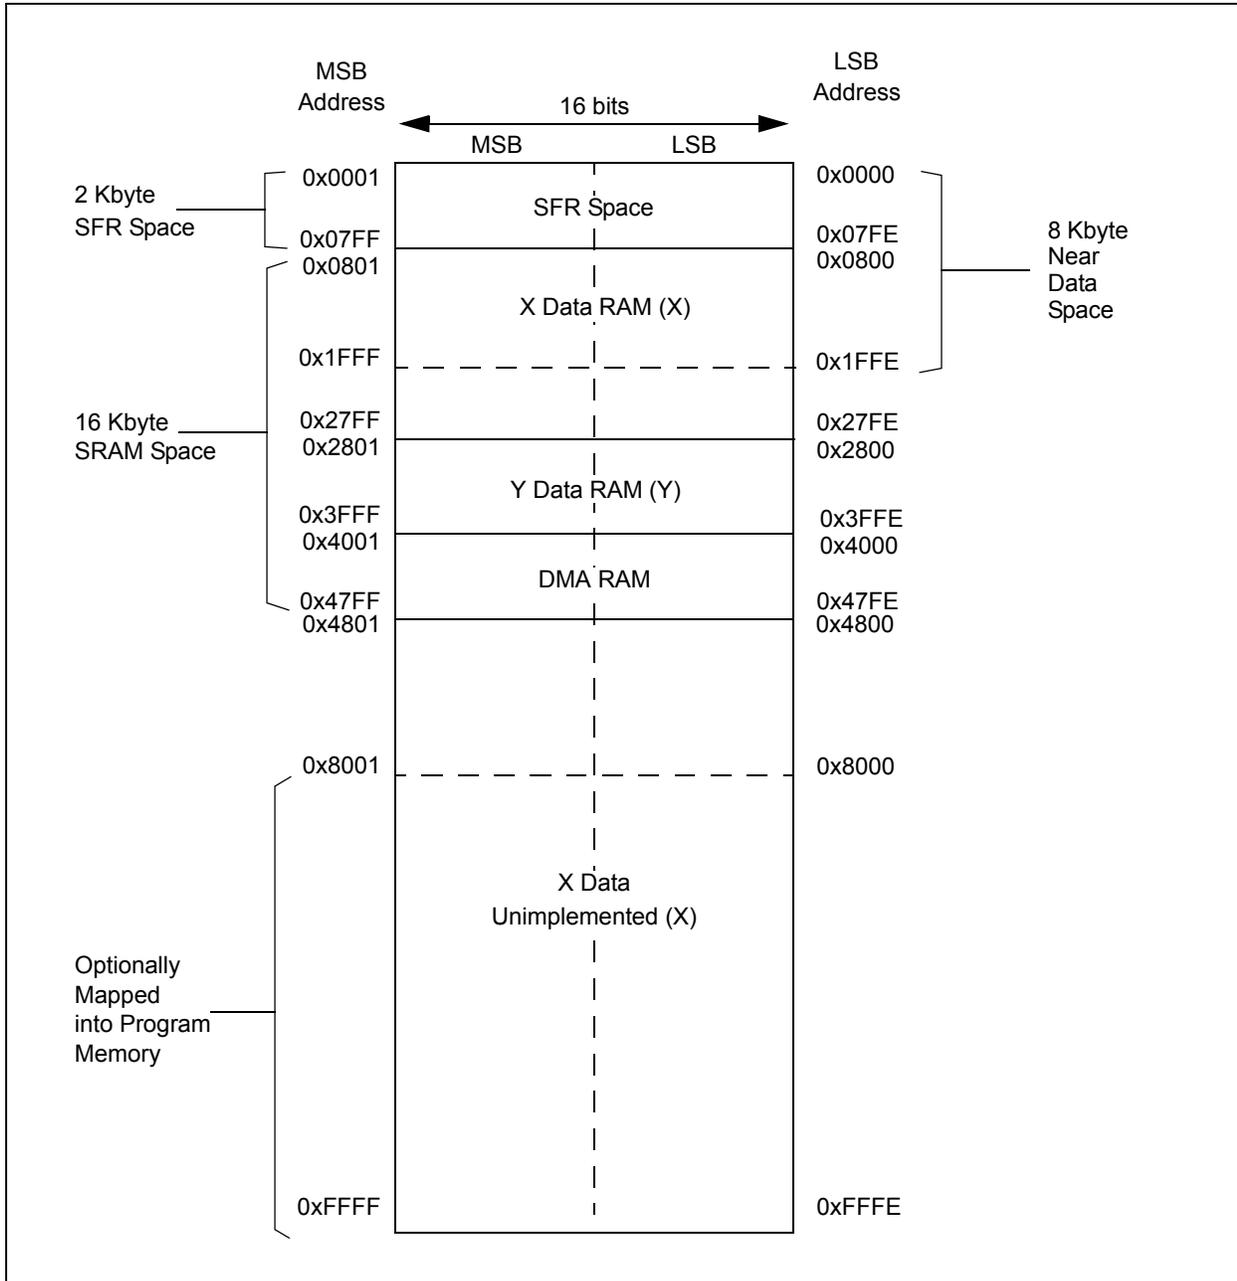 MSB
Address
LSB
Address
16 bits
MSB
LSB
2 Kbyte
SFR Space
0x0001
0x07FF
0x0801
SFR Space
0x0000
0x07FE
0x0800
8 Kbyte
Near
Data
Space
X Data RAM (X)
0x1FFF
0x1FFE
16 Kbyte
SRAM Space
0x27FF
0x2801
0x27FE
0x2800
Y Data RAM (Y)
0x3FFF
0x4001
0x3FFE
0x4000
DMA RAM
0x47FF
0x4801
0x47FE
0x4800
0x8001
0x8000
X Data
Unimplemented (X)
Optionally
Mapped
into Program
Memory
0xFFFF
0xFFFE